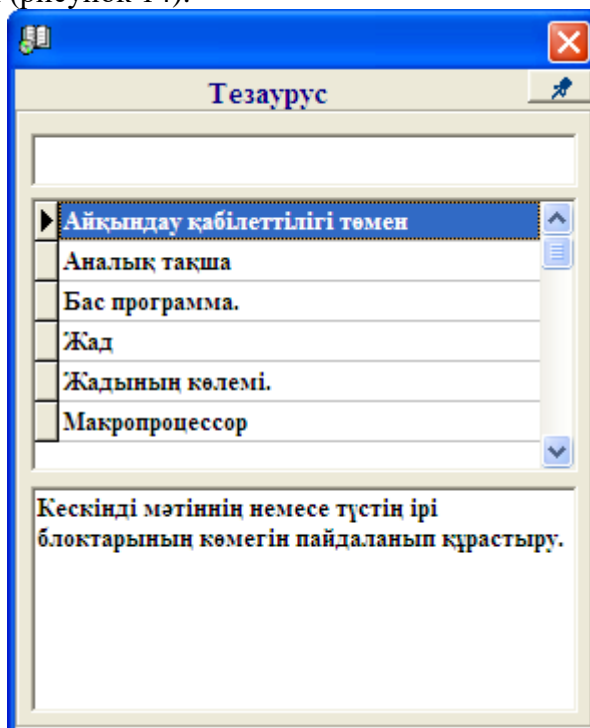 (рисунок 14).
Тезаурус
Айқындау қабілеттілігі төмен
Аналық тақша
Бас программа.
Жад
Жадының көлемі.
Макропроцессор
Кескінді мәтіннің немесе түстің ірі
блоктарының көмегін пайдаланып құрастыру.